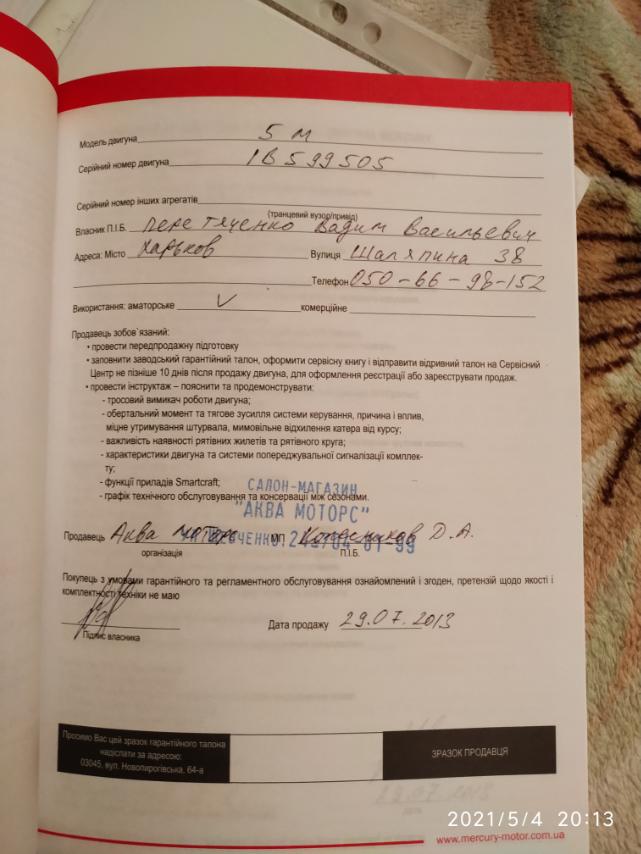 Модель двигуна 5 м
Серійний номер двигуна 1В599505
Серійний номер інших агрегатів
(транцевий вузор/привід)
Власник П.І.Б. Перетяченко Вадим Васильевич
Адреса: Місто Харьков Вулиця Шаляпина 38
Телефон 050-66-98-152
Використання: аматорське V комерційне
Продавець зобов`язаний:
• провести передпродажну підготовку
• заповнити заводський гарантійний талон, оформити сервісну книгу і відправити відривний талон на Сервісний
Центр не пізніше 10 днів після продажу двигуна, для оформлення реєстрації або зареєструвати продаж.
• провести інструктаж – пояснити та продемонструвати:
- тросовий вимикач роботи двигуна;
- обертальний момент та тягове зусилля системи керування, причина і вплив,
міцне утримування штурвала, мимовільне відхилення катера від курсу;
- важливість наявності рятівних жилетів та рятівного круга;
- характеристики двигуна та системи попереджувальної сигналізації комплек-
ту;
- функції приладів Smartcraft;
- графік технічного обслуговування та консервації між сезонами.
САЛОН-МАГАЗИН
"АКВА МОТОРС"
Продавець Аква моторс МП Колесников Д.А.
організація П.І.Б.
Покупець з умовами гарантійного та регламентного обслуговування ознайомлений і згоден, претензій щодо якості і
комплектності техніки не маю
Підпис власника
Дата продажу 29.07.2013
Просимо Вас цей зразок гарантійного талона
надіслати за адресою:
03045, вул. Новопирогівська, 64-а
ЗРАЗОК ПРОДАВЦЯ
2021/5/4 20:13
www.mercury-motor.com.ua